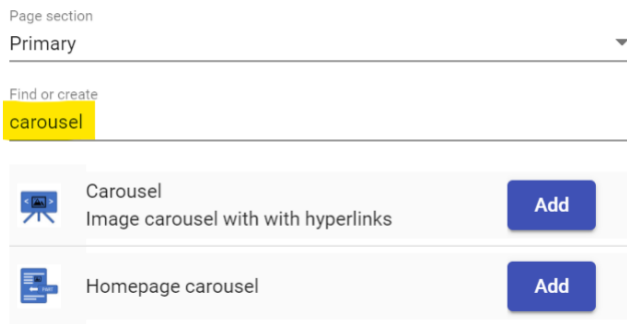 Page section
Primary
Find or create
carousel
Carousel
Image carousel with with hyperlinks
Add
Homepage carousel
Add